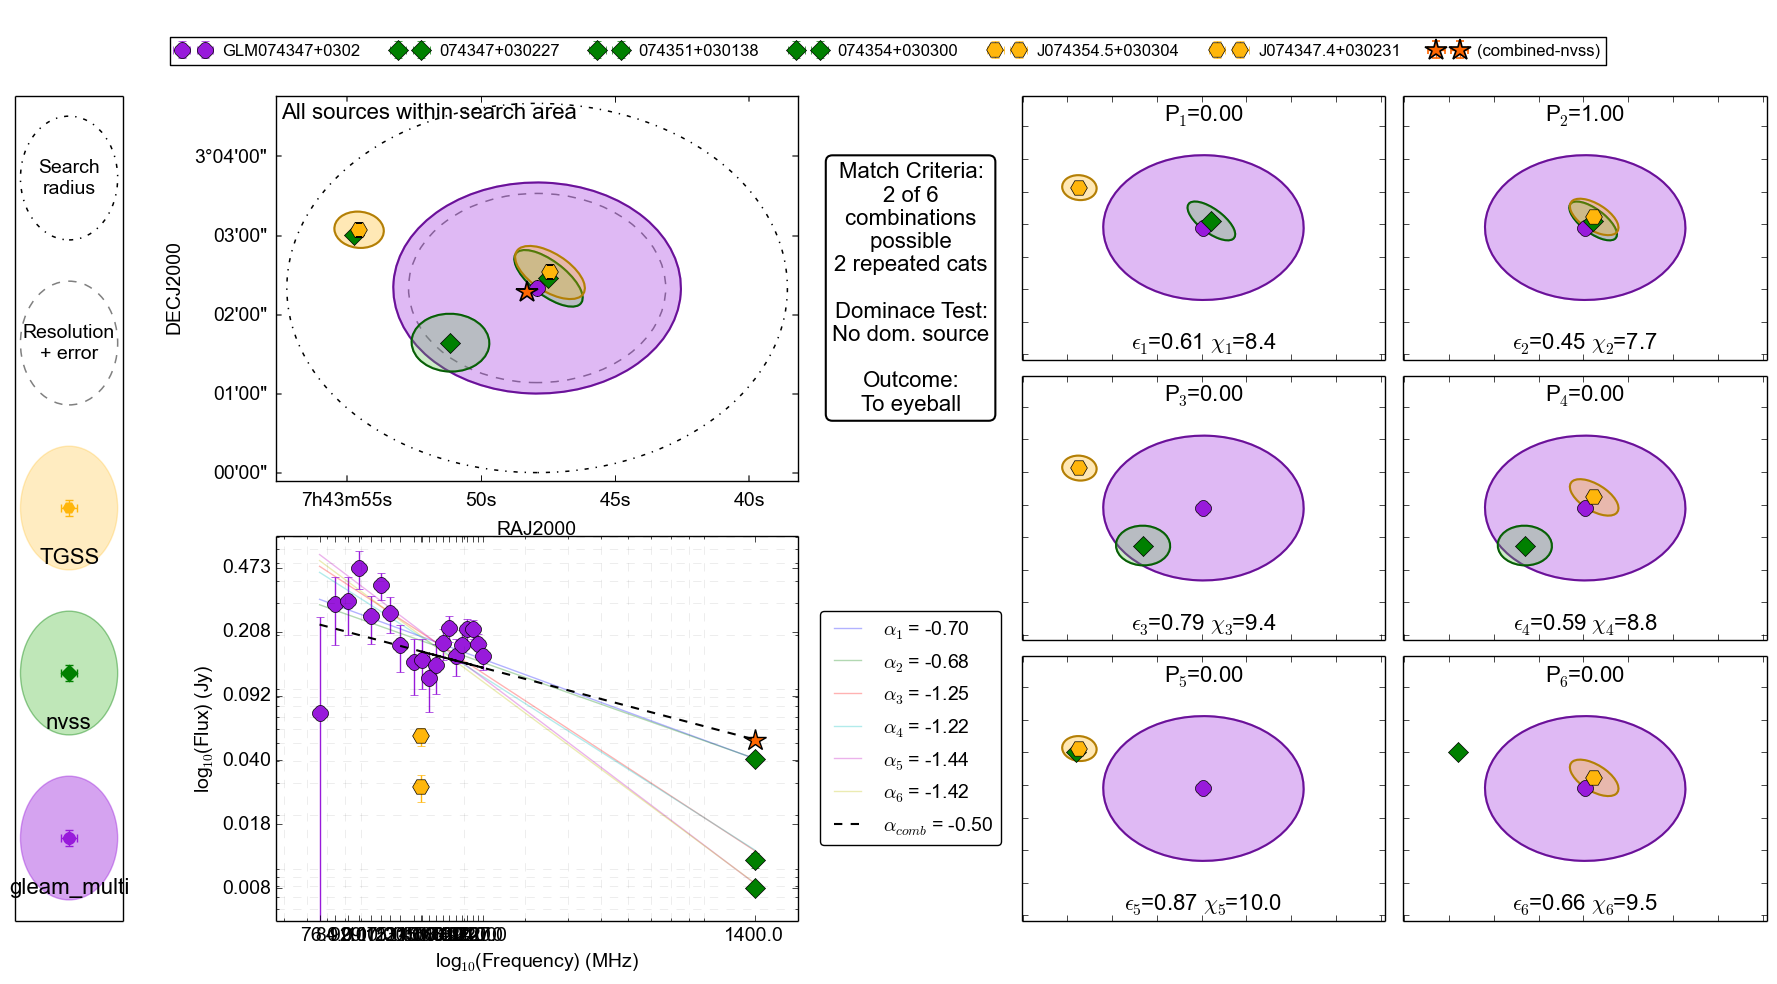 GLM074347+0302 074347+030227 074351+030138 074354+030300 J074354.5+030304 J074347.4+030231 (combined-nvss)
Search
radius
Resolution
+ error
TGSS
nvss
gleam_multi
All sources within search area
DECJ2000
3°04'00"
03'00"
02'00"
01'00"
00'00"
7h43m55s 50s 45s 40s
RAJ2000
Match Criteria:
2 of 6
combinations
possible
2 repeated cats
Dominace Test:
No dom. source
Outcome:
To eyeball
log10(Flux) (Jy)
0.473
0.208
0.092
0.040
0.018
0.008
1400.0
log10(Frequency) (MHz)
α1 = -0.70
α2 = -0.68
α3 = -1.25
α4 = -1.22
α5 = -1.44
α6 = -1.42
αcomb = -0.50
P1=0.00
ϵ1=0.61 χ1=8.4
P2=1.00
ϵ2=0.45 χ2=7.7
P3=0.00
ϵ3=0.79 χ3=9.4
P4=0.00
ϵ4=0.59 χ4=8.8
P5=0.00
ϵ5=0.87 χ5=10.0
P6=0.00
ϵ6=0.66 χ6=9.5